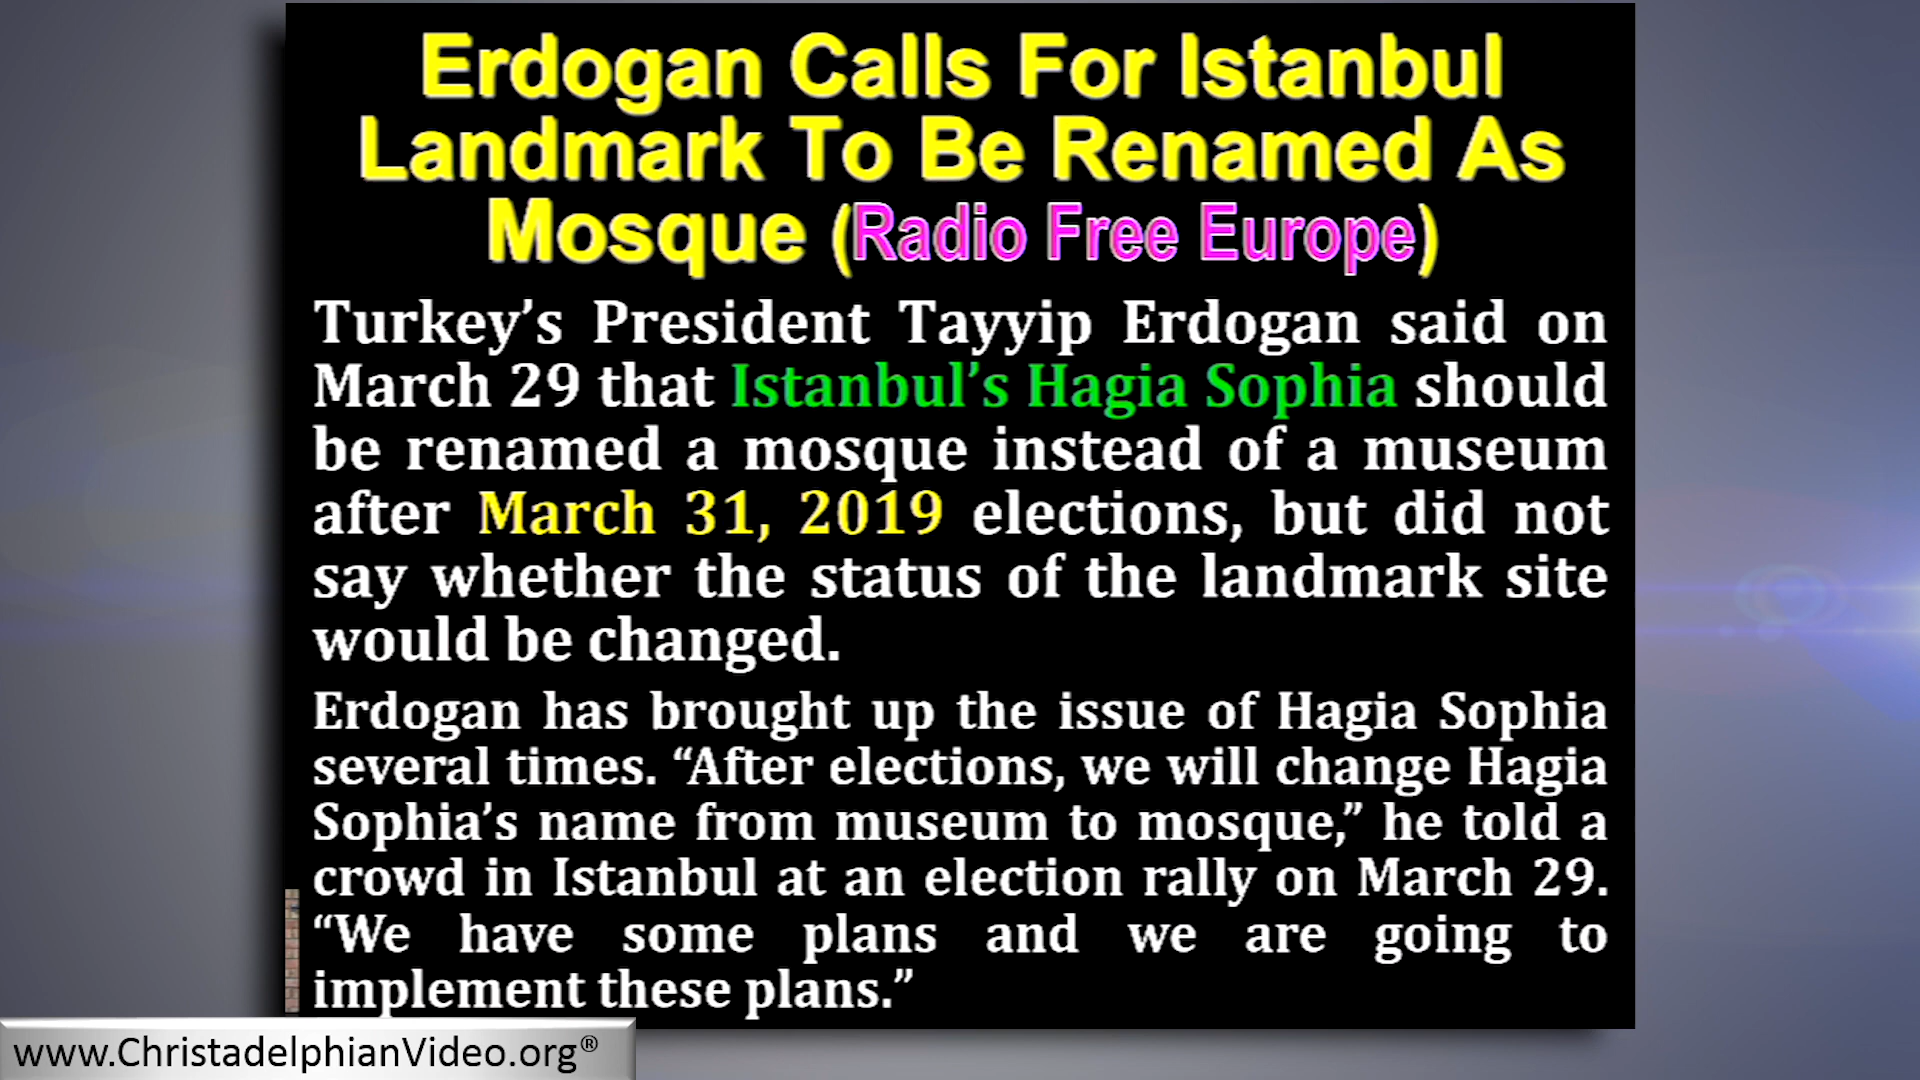 Erdogan Calls For Istanbul
Landmark To Be Renamed As
Mosque (Radio Free Europe)
Turkey’s President Tayyip Erdogan said on
March 29 that Istanbul’s Hagia Sophia should
be renamed a mosque instead of a museum
after March 31, 2019 elections, but did not
say whether the status of the landmark site
would be changed.
Erdogan has brought up the issue of Hagia Sophia
several times. “After elections, we will change Hagia
Sophia’s name from museum to mosque,” he told a
crowd in Istanbul at an election rally on March 29.
“We have some plans and we are going to
implement these plans.”
www.ChristadelphianVideo.org®